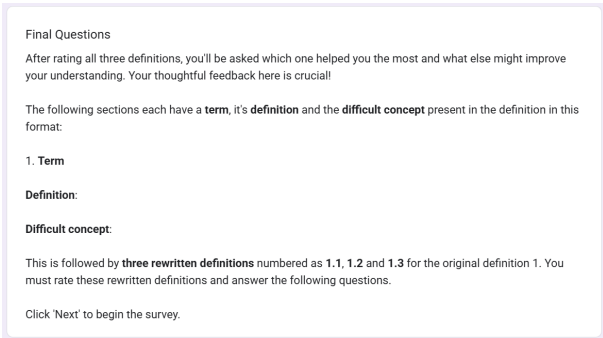 Final Questions
After rating all three definitions, you'll be asked which one helped you the most and what else might improve
your understanding. Your thoughtful feedback here is crucial!
The following sections each have a term, it's definition and the difficult concept present in the definition in this
format:
1. Term
Definition:
Difficult concept:
This is followed by three rewritten definitions numbered as 1.1, 1.2 and 1.3 for the original definition 1. You
must rate these rewritten definitions and answer the following questions.
Click 'Next' to begin the survey.